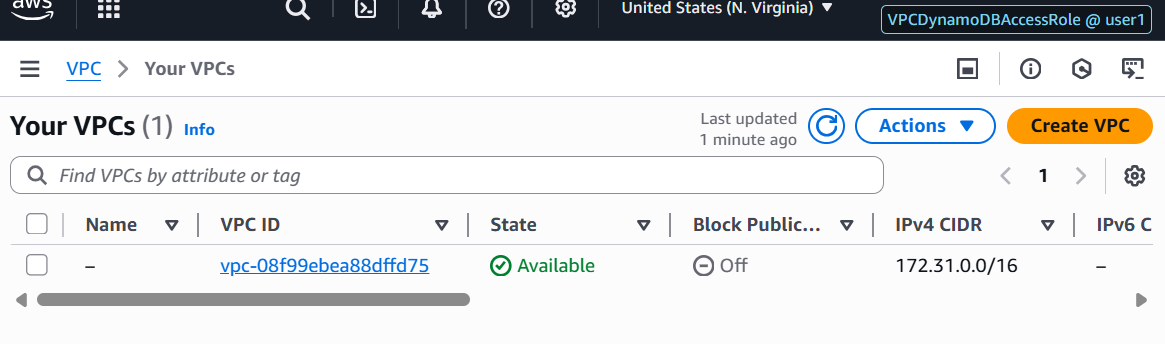 aws
United States (N. Virginia) ▼
VPCDynamoDBAccessRole @ user1
VPC > Your VPCs
Your VPCs (1) Info
Last updated
1 minute ago
Actions ▼
Create VPC
Find VPCs by attribute or tag
1
Name VPC ID State Block Public... IPv4 CIDR IPv6 C
– vpc-08f99ebea88dffd75 Available Off 172.31.0.0/16 –